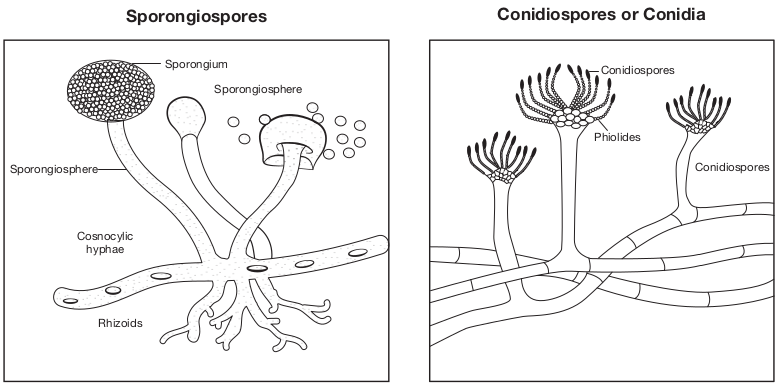 Sporongiospores
Sporongium
Sporongiosphere
Sporongiosphere
Cosnocylic
hyphae
Rhizoids
Conidiospores or Conidia
Conidiospores
Phiolides
Conidiospores